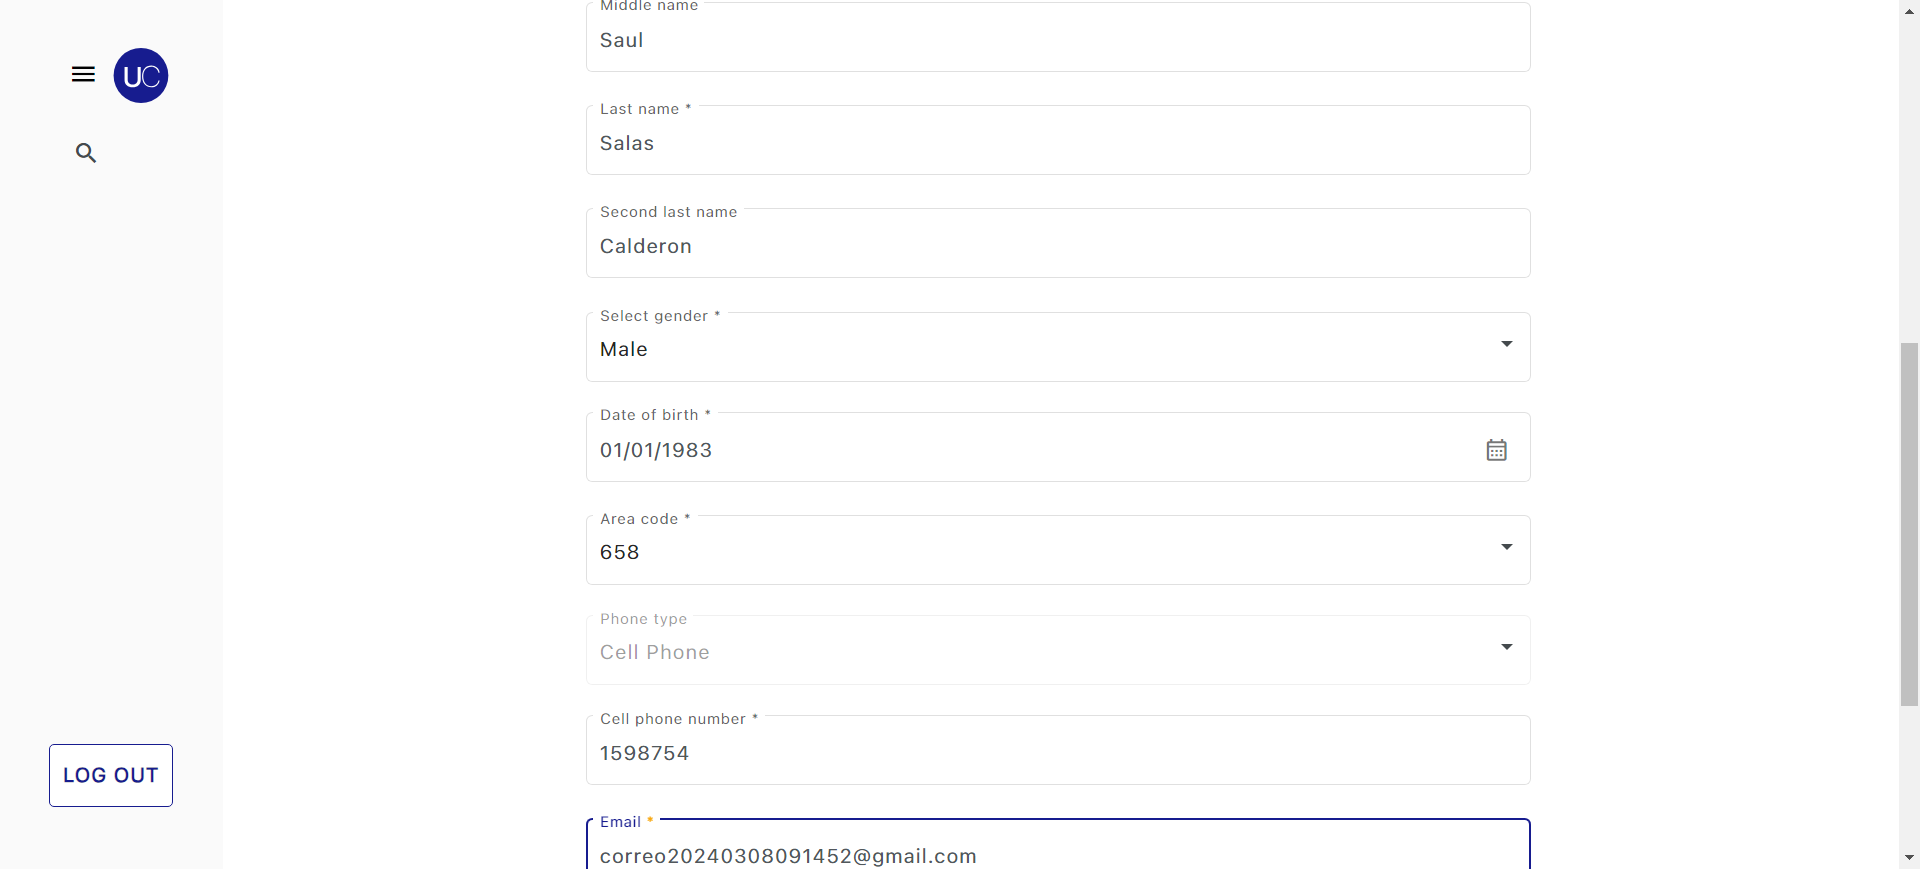 UC
LOG OUT
Middle name
Saul
Last name *
Salas
Second last name
Calderon
Select gender *
Male
Date of birth *
01/01/1983
Area code *
658
Phone type
Cell Phone
Cell phone number *
1598754
Email *
correo20240308091452@gmail.com